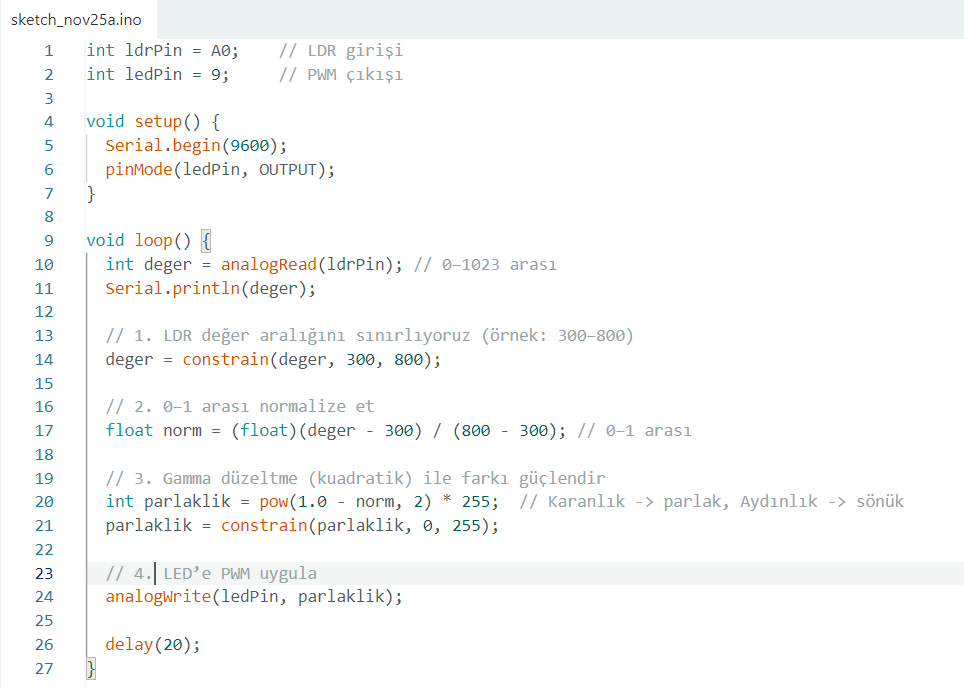 sketch_nov25a.ino
1 int ldrPin = A0;    // LDR girişi
2 int ledPin = 9;     // PWM çıkışı
3
4 void setup() {
5   Serial.begin(9600);
6   pinMode(ledPin, OUTPUT);
7 }
8
9 void loop() {
10   int deger = analogRead(ldrPin); // 0–1023 arası
11   Serial.println(deger);
12
13   // 1. LDR değer aralığını sınırlıyoruz (örnek: 300–800)
14   deger = constrain(deger, 300, 800);
15
16   // 2. 0–1 arası normalize et
17   float norm = (float)(deger - 300) / (800 - 300); // 0–1 arası
18
19   // 3. Gamma düzeltme (kuadratik) ile farkı güçlendir
20   int parlaklik = pow(1.0 - norm, 2) * 255;  // Karanlık -> parlak, Aydınlık -> sönük
21   parlaklik = constrain(parlaklik, 0, 255);
22
23   // 4. LED’e PWM uygula
24   analogWrite(ledPin, parlaklik);
25
26   delay(20);
27 }